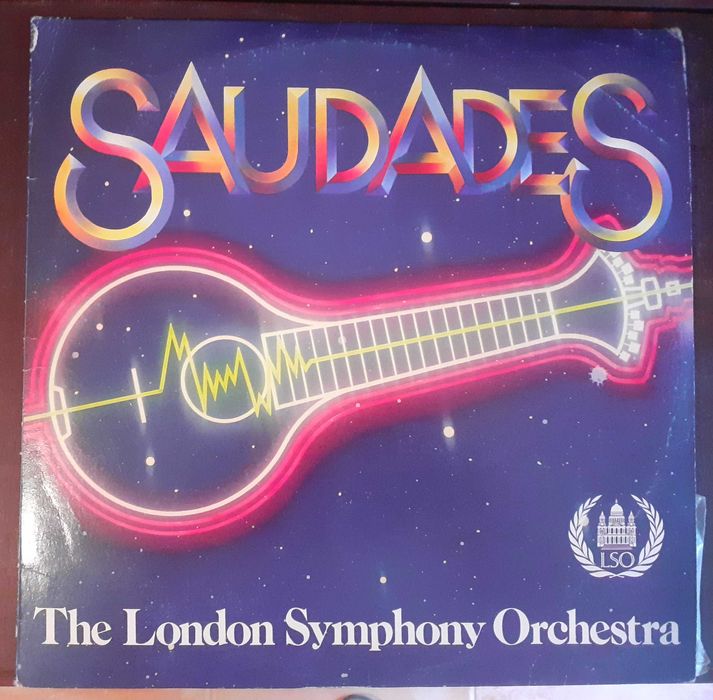 SAUDADES
LSO
The London Symphony Orchestra